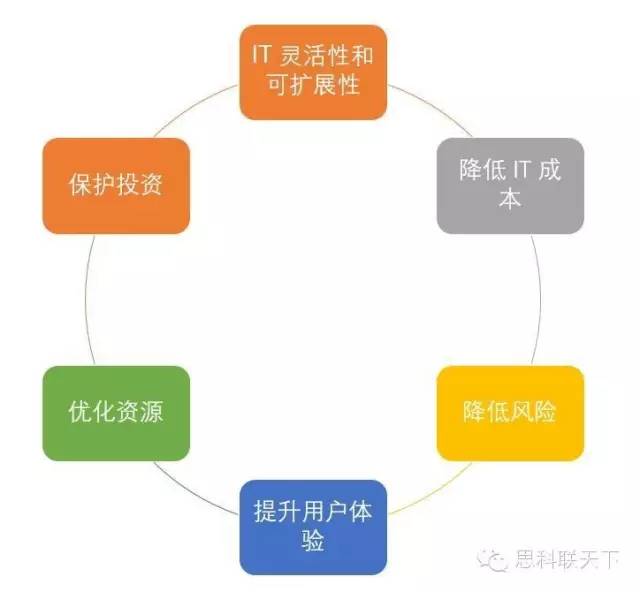 IT 灵活性和
可扩展性
保护投资
降低 IT 成
本
优化资源
降低风险
提升用户体
验
思科联天下